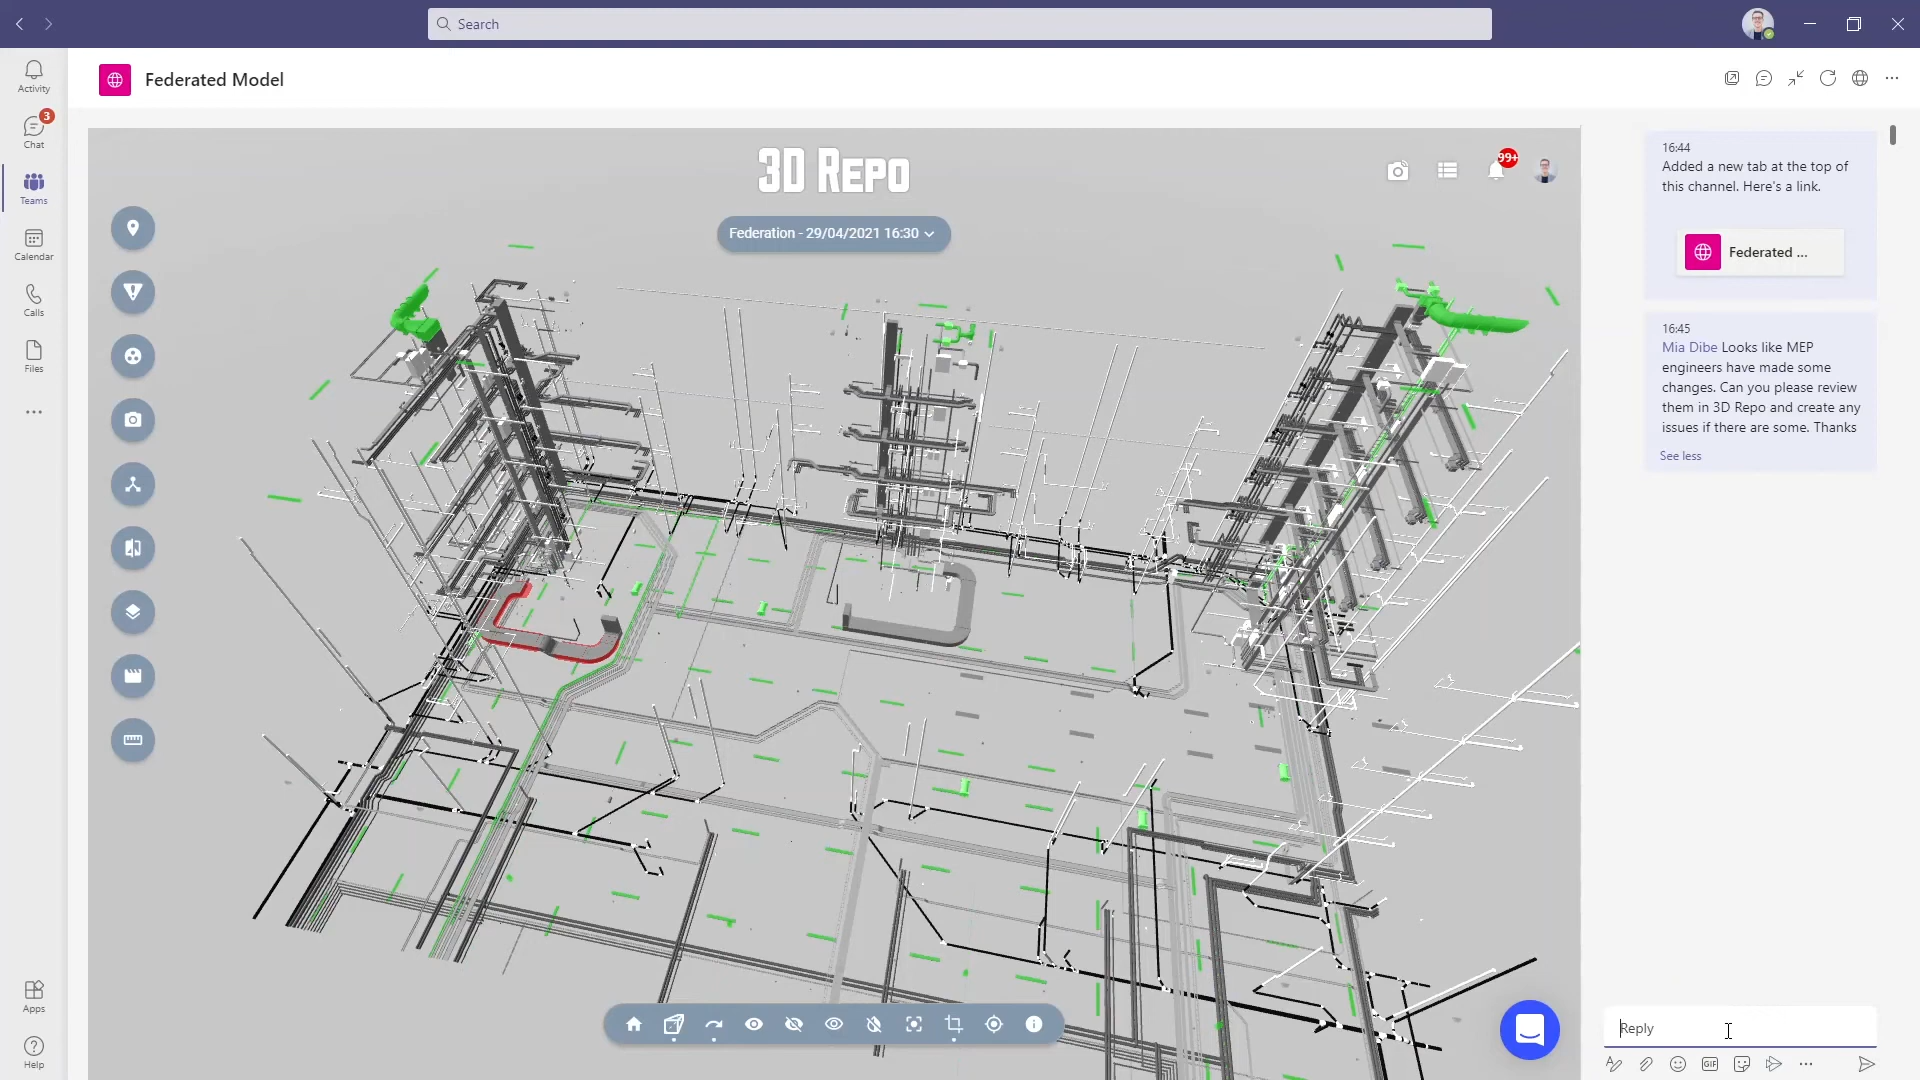 Search
Activity
3
Chat
Teams
Calendar
Calls
Files
Apps
Help
Federated Model
3D REPO
Federation - 29/04/2021 16:30
99+
16:44
Added a new tab at the top of
this channel. Here's a link.
Federated ...
16:45
Mia Dibe Looks like MEP
engineers have made some
changes. Can you please review
them in 3D Repo and create any
issues if there are some. Thanks
See less
Reply
GIF